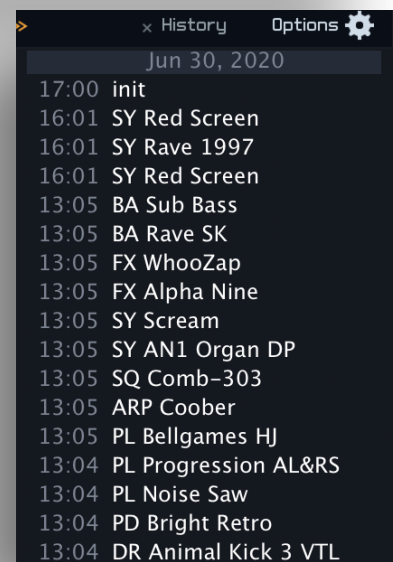 » × History Options
Jun 30, 2020
17:00 init
16:01 SY Red Screen
16:01 SY Rave 1997
16:01 SY Red Screen
13:05 BA Sub Bass
13:05 BA Rave SK
13:05 FX WhooZap
13:05 FX Alpha Nine
13:05 SY Scream
13:05 SY AN1 Organ DP
13:05 SQ Comb-303
13:05 ARP Coober
13:05 PL Bellgames HJ
13:04 PL Progression AL&RS
13:04 PL Noise Saw
13:04 PD Bright Retro
13:04 DR Animal Kick 3 VTL